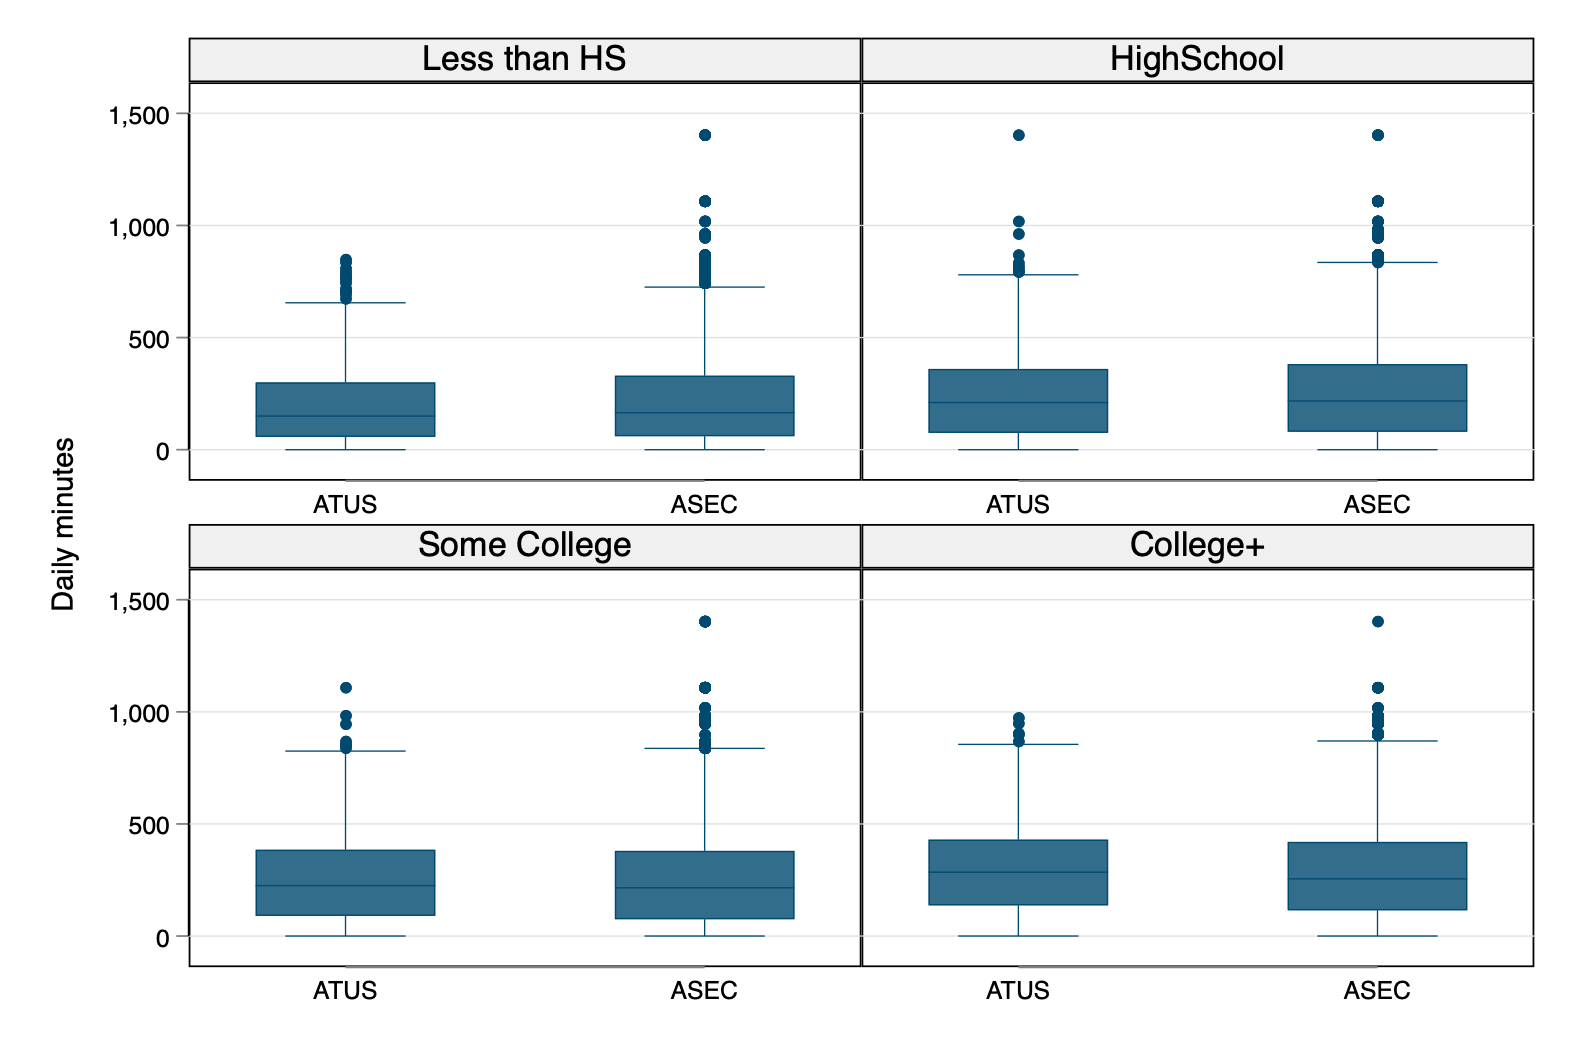 Daily minutes
Less than HS
HighSchool
1,500
1,000
500
0
ATUS
ASEC
ATUS
ASEC
Some College
College+
1,500
1,000
500
0
ATUS
ASEC
ATUS
ASEC